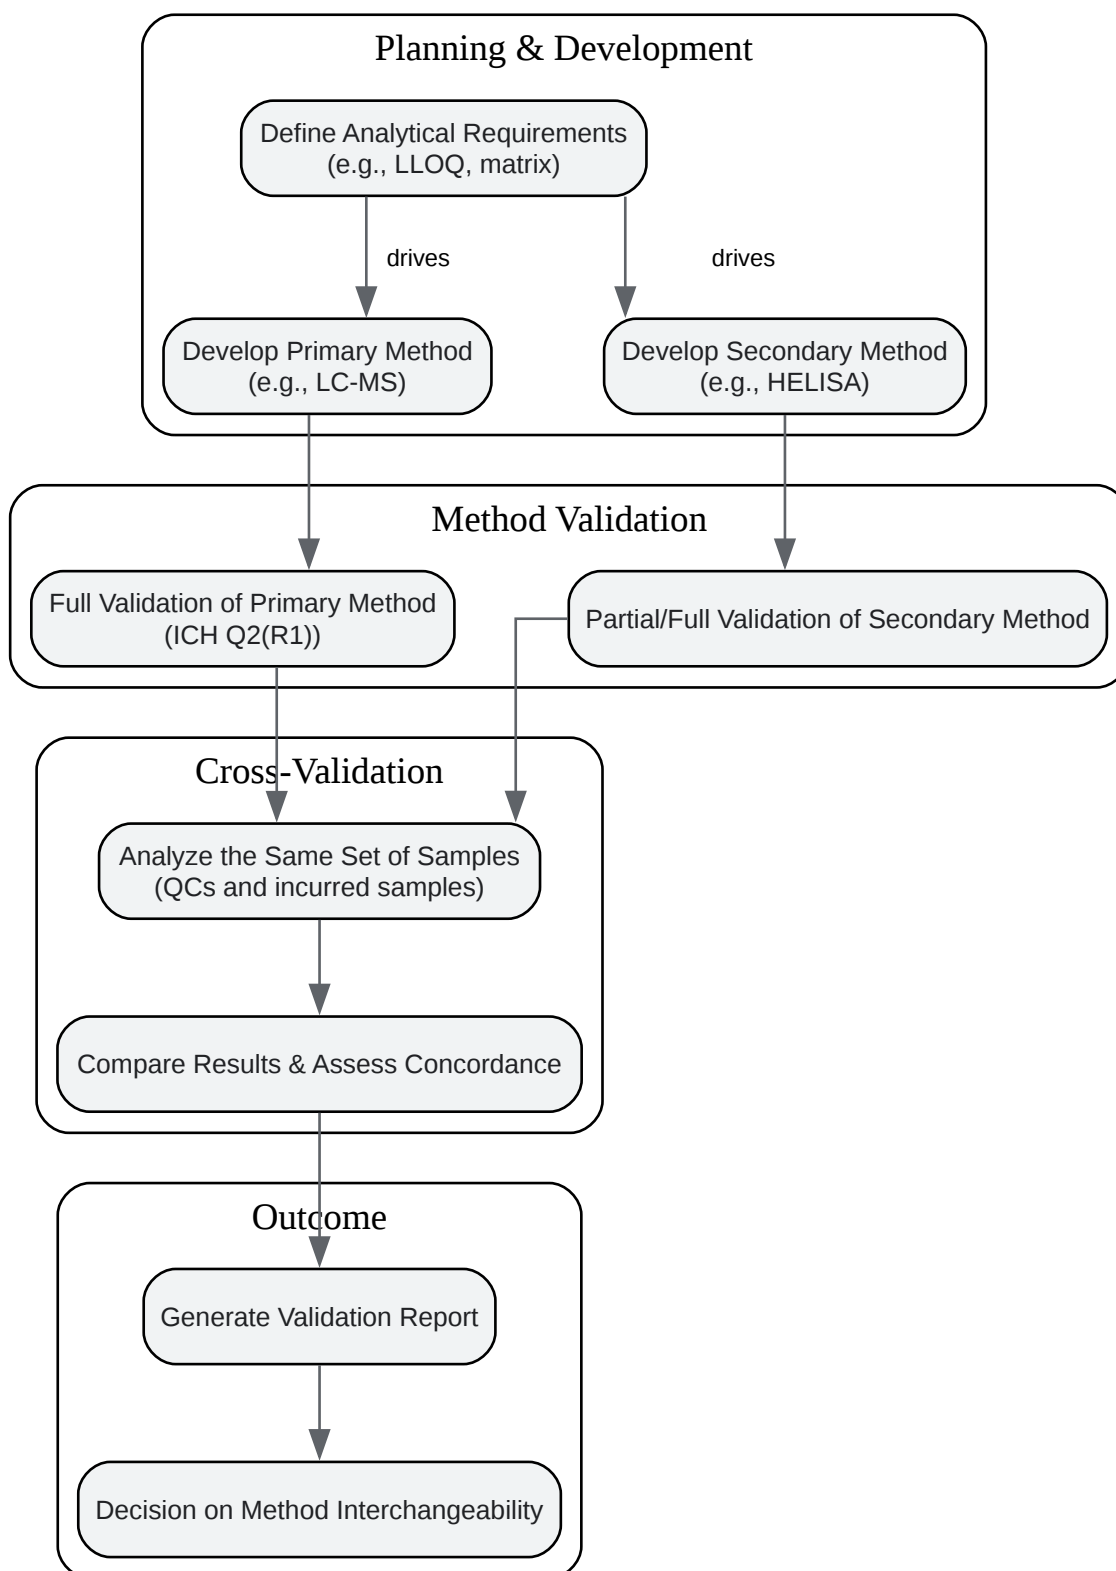 Planning & Development
Define Analytical Requirements
(e.g., LLOQ, matrix)
drives
drives
Develop Primary Method
(e.g., LC-MS)
Develop Secondary Method
(e.g., HELISA)
Method Validation
Full Validation of Primary Method
(ICH Q2(R1))
Partial/Full Validation of Secondary Method
Cross-Validation
Analyze the Same Set of Samples
(QCs and incurred samples)
Compare Results & Assess Concordance
Outcome
Generate Validation Report
Decision on Method Interchangeability